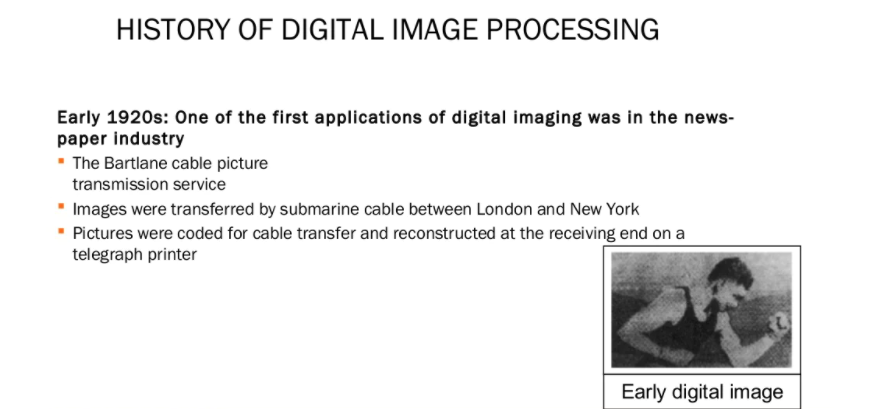 HISTORY OF DIGITAL IMAGE PROCESSING
Early 1920s: One of the first applications of digital imaging was in the news-
paper industry
▪ The Bartlane cable picture
transmission service
▪ Images were transferred by submarine cable between London and New York
▪ Pictures were coded for cable transfer and reconstructed at the receiving end on a
telegraph printer
Early digital image